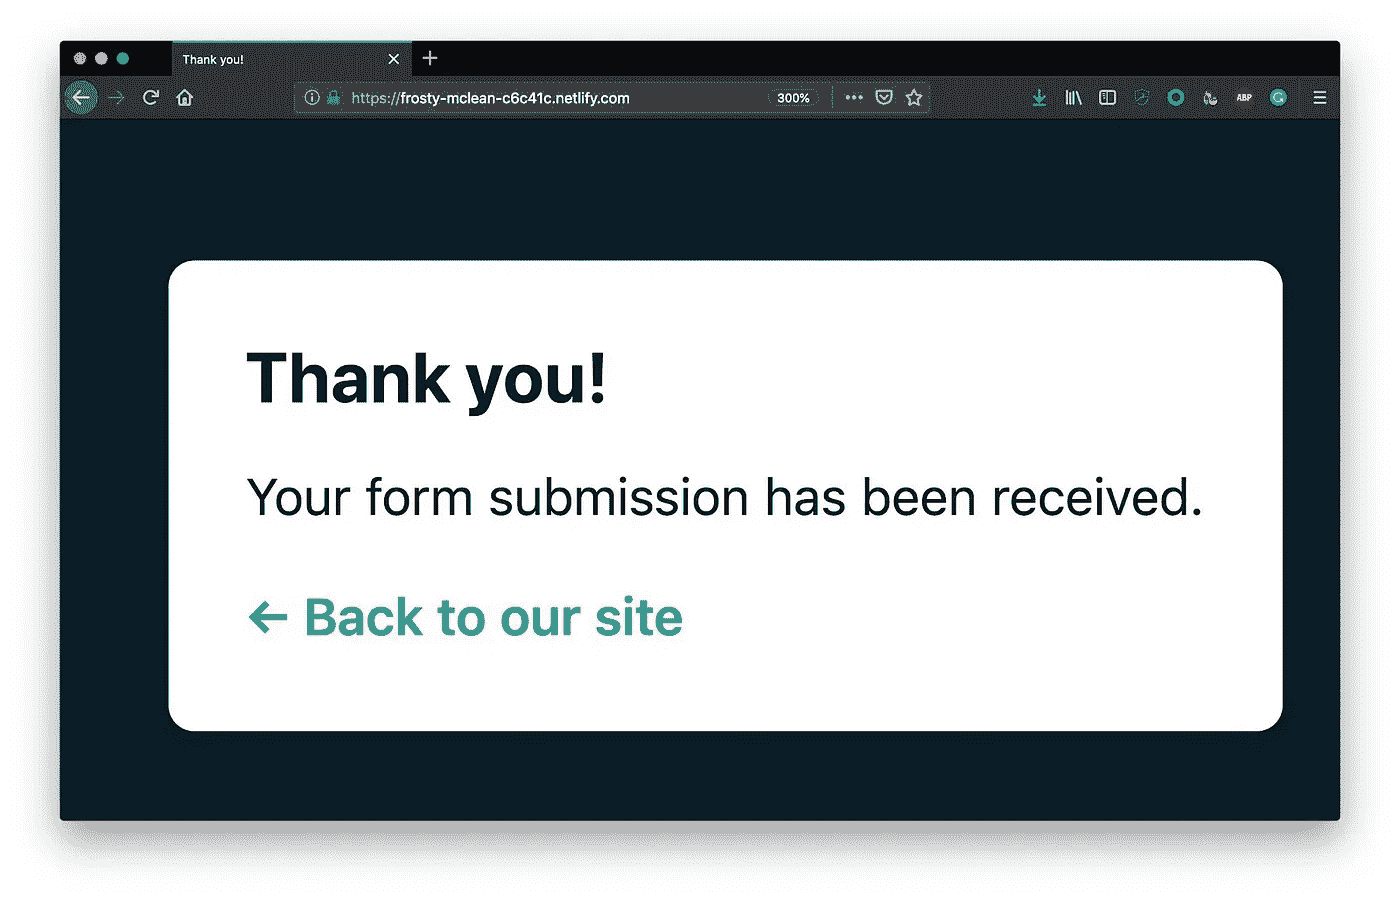 Thank you!
https://frosty-mclean-c6c41c.netlify.com
300%
ABP
Thank you!
Your form submission has been received.
← Back to our site